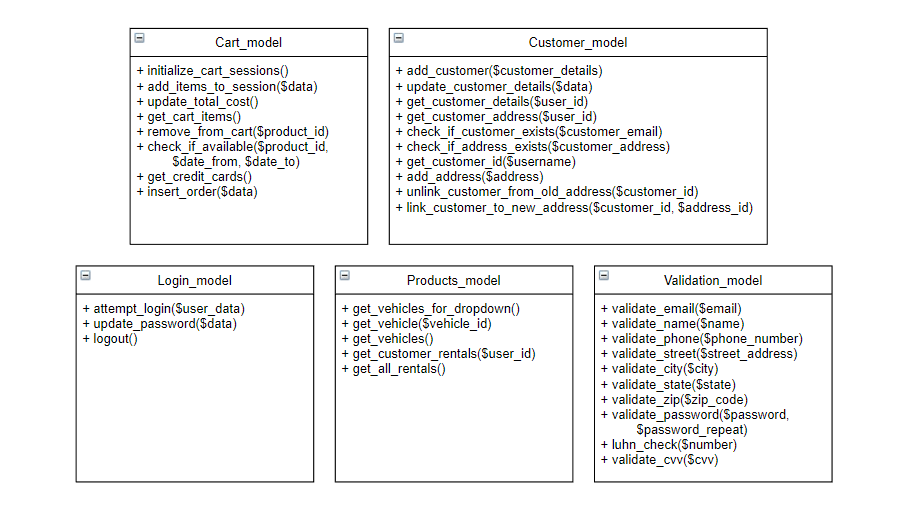 Cart_model
+ initialize_cart_sessions()
+ add_items_to_session($data)
+ update_total_cost()
+ get_cart_items()
+ remove_from_cart($product_id)
+ check_if_available($product_id,
$date_from, $date_to)
+ get_credit_cards()
+ insert_order($data)
Customer_model
+ add_customer($customer_details)
+ update_customer_details($data)
+ get_customer_details($user_id)
+ get_customer_address($user_id)
+ check_if_customer_exists($customer_email)
+ check_if_address_exists($customer_address)
+ get_customer_id($username)
+ add_address($address)
+ unlink_customer_from_old_address($customer_id)
+ link_customer_to_new_address($customer_id, $address_id)
Login_model
+ attempt_login($user_data)
+ update_password($data)
+ logout()
Products_model
+ get_vehicles_for_dropdown()
+ get_vehicle($vehicle_id)
+ get_vehicles()
+ get_customer_rentals($user_id)
+ get_all_rentals()
Validation_model
+ validate_email($email)
+ validate_name($name)
+ validate_phone($phone_number)
+ validate_street($street_address)
+ validate_city($city)
+ validate_state($state)
+ validate_zip($zip_code)
+ validate_password($password,
$password_repeat)
+ luhn_check($number)
+ validate_cvv($cvv)